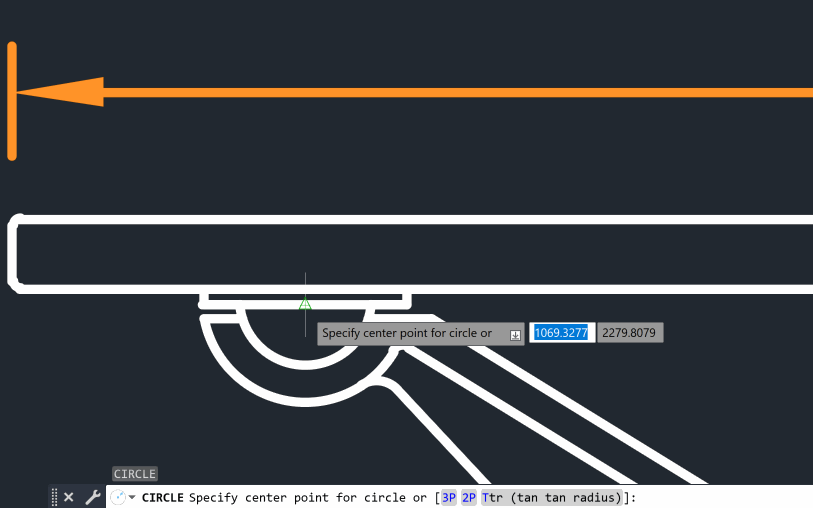 Specify center point for circle or 1069.3277 2279.8079
CIRCLE
CIRCLE Specify center point for circle or [3P 2P Ttr (tan tan radius)]: